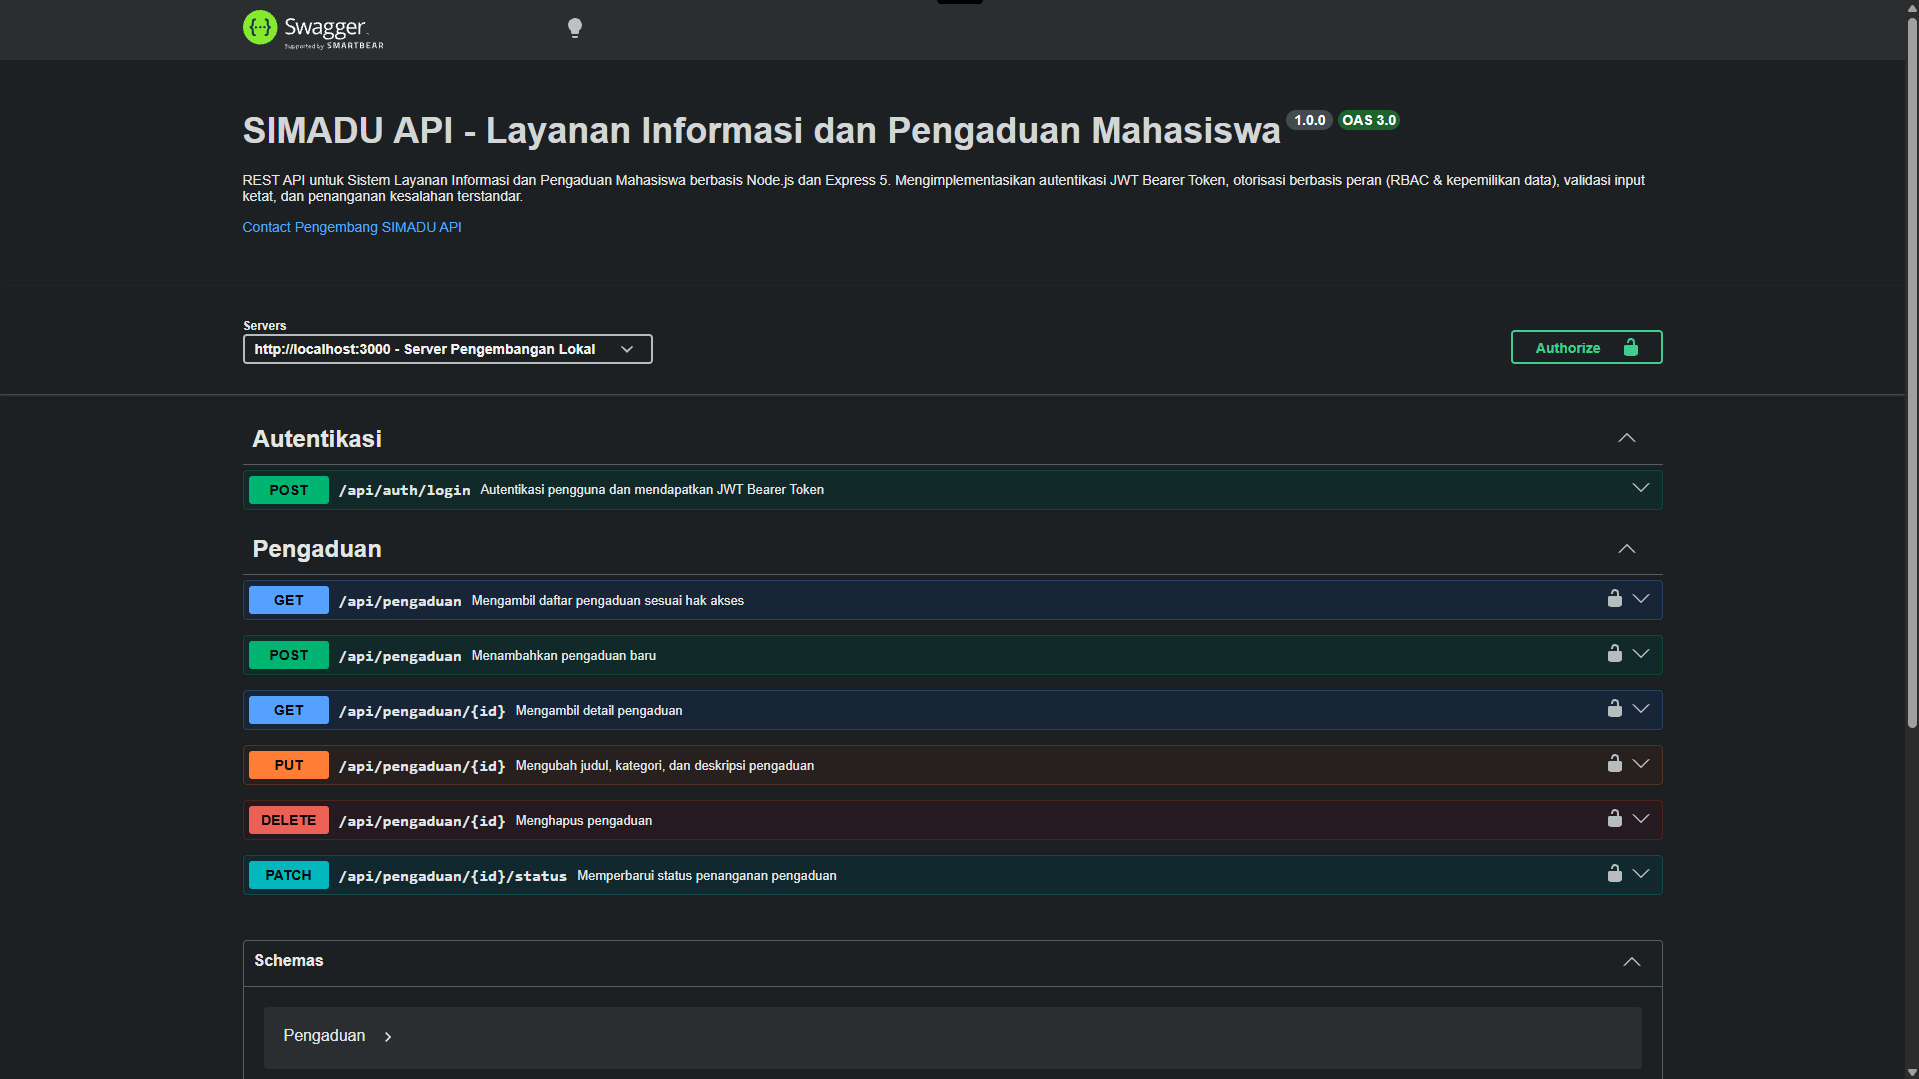 Swagger
Supported by SMARTBEAR
SIMADU API - Layanan Informasi dan Pengaduan Mahasiswa 1.0.0 OAS 3.0
REST API untuk Sistem Layanan Informasi dan Pengaduan Mahasiswa berbasis Node.js dan Express 5. Mengimplementasikan autentikasi JWT Bearer Token, otorisasi berbasis peran (RBAC & kepemilikan data), validasi input
ketat, dan penanganan kesalahan terstandar.
Contact Pengembang SIMADU API
Servers
http://localhost:3000 - Server Pengembangan Lokal
Authorize
Autentikasi
POST /api/auth/login Autentikasi pengguna dan mendapatkan JWT Bearer Token
Pengaduan
GET /api/pengaduan Mengambil daftar pengaduan sesuai hak akses
POST /api/pengaduan Menambahkan pengaduan baru
GET /api/pengaduan/{id} Mengambil detail pengaduan
PUT /api/pengaduan/{id} Mengubah judul, kategori, dan deskripsi pengaduan
DELETE /api/pengaduan/{id} Menghapus pengaduan
PATCH /api/pengaduan/{id}/status Memperbarui status penanganan pengaduan
Schemas
Pengaduan